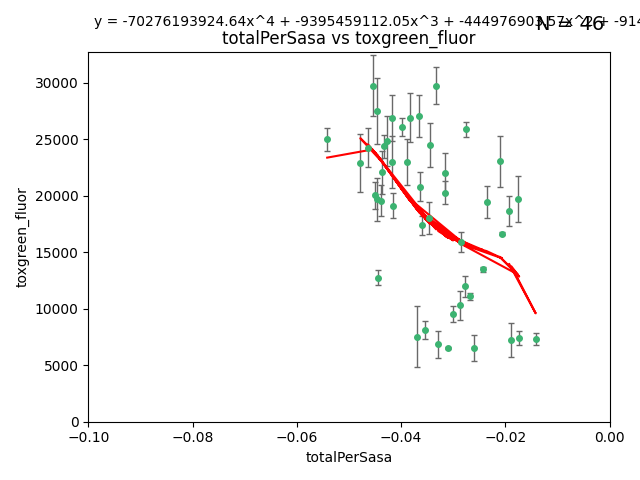 y = -70276193924.64x^4 + -9395459112.05x^3 + -444976903.57x^2 + -914
N = 46
totalPerSasa vs toxgreen_fluor
30000
25000
20000
15000
10000
5000
0
toxgreen_fluor
−0.10 −0.08 −0.06 −0.04 −0.02 0.00
totalPerSasa